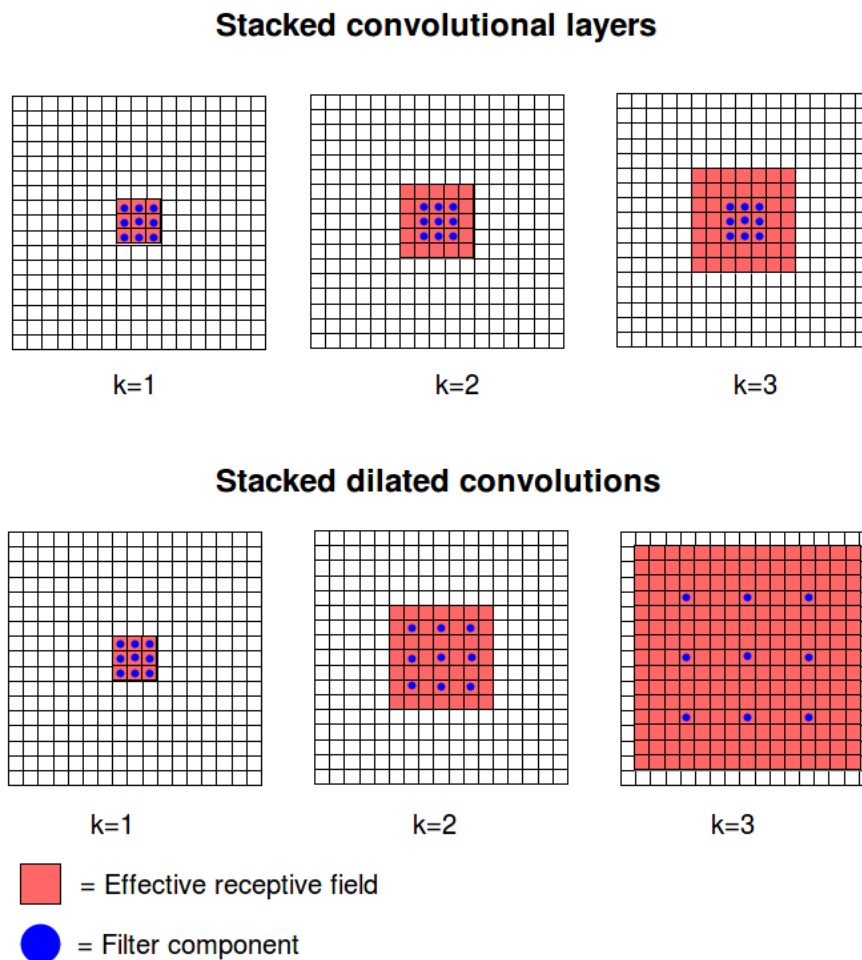 Stacked convolutional layers
k=1 k=2 k=3
Stacked dilated convolutions
k=1 k=2 k=3
= Effective receptive field
= Filter component